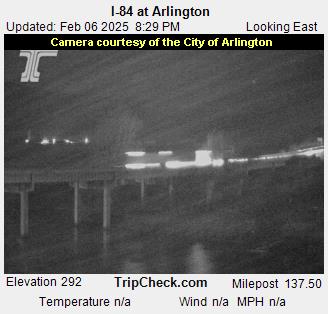 I-84 at Arlington
Updated: Feb 06 2025 8:29 PM Looking East
Camera courtesy of the City of Arlington
Elevation 292 TripCheck.com Milepost 137.50
Temperature n/a Wind n/a MPH n/a